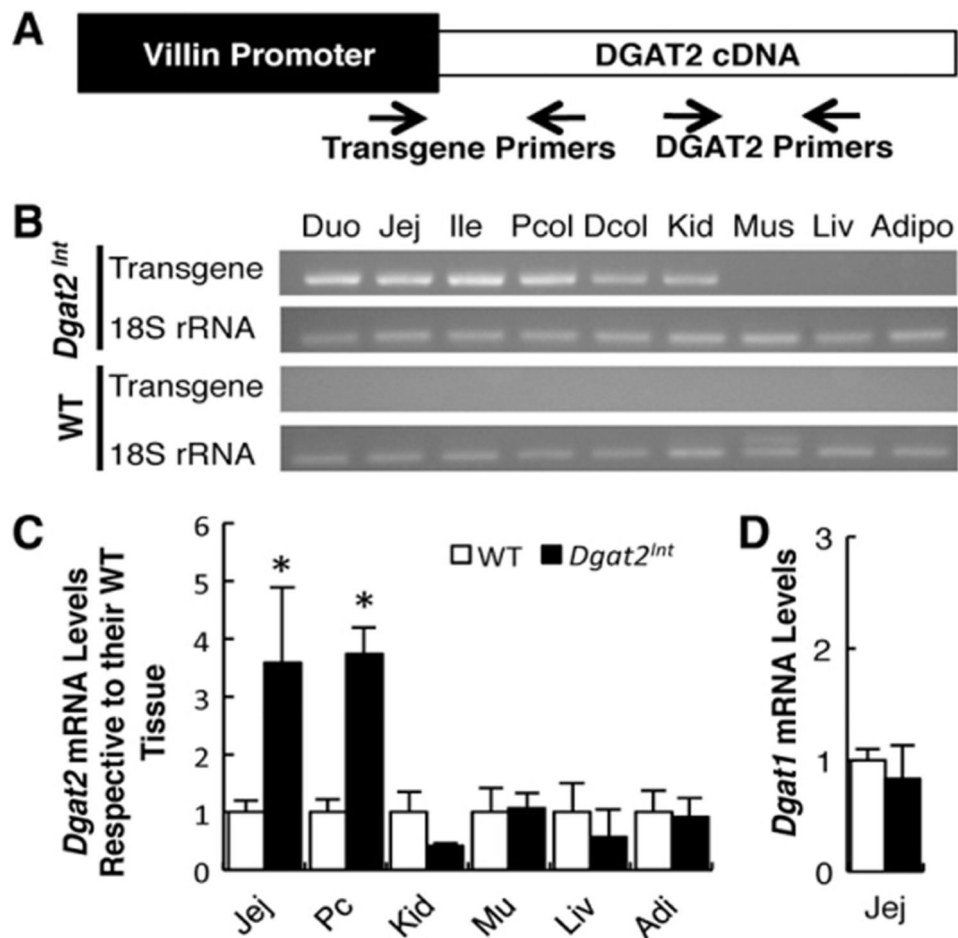 A
Villin Promoter
DGAT2 cDNA
Transgene Primers
DGAT2 Primers
B
Duo Jej Ile Pcol Dcol Kid Mus Liv Adipo
Dgat2 Int
Transgene
18S rRNA
WT
Transgene
18S rRNA
C
Dgat2 mRNA Levels
Respective to their WT
Tissue
6
5
4
3
2
1
0
WT
Dgat2Int
*
*
Jej
Pc
Kid
Mu
Liv
Adi
D
Dgat1 mRNA Levels
3
2
1
0
Jej